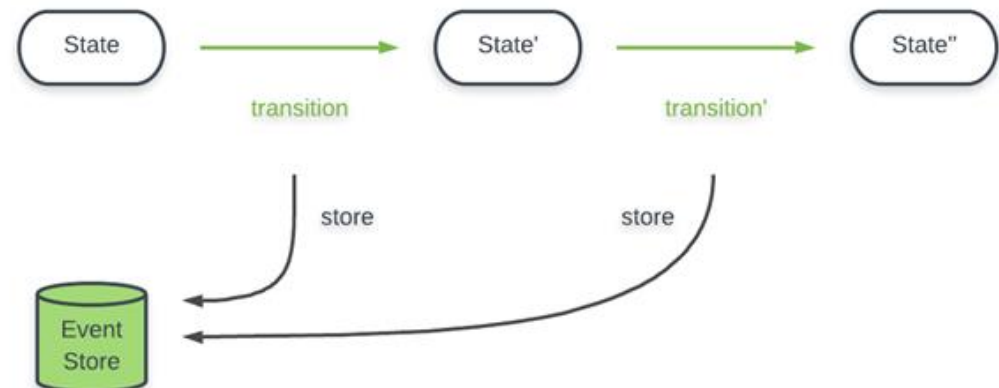 State
State'
State"
transition
transition'
store
store
Event
Store